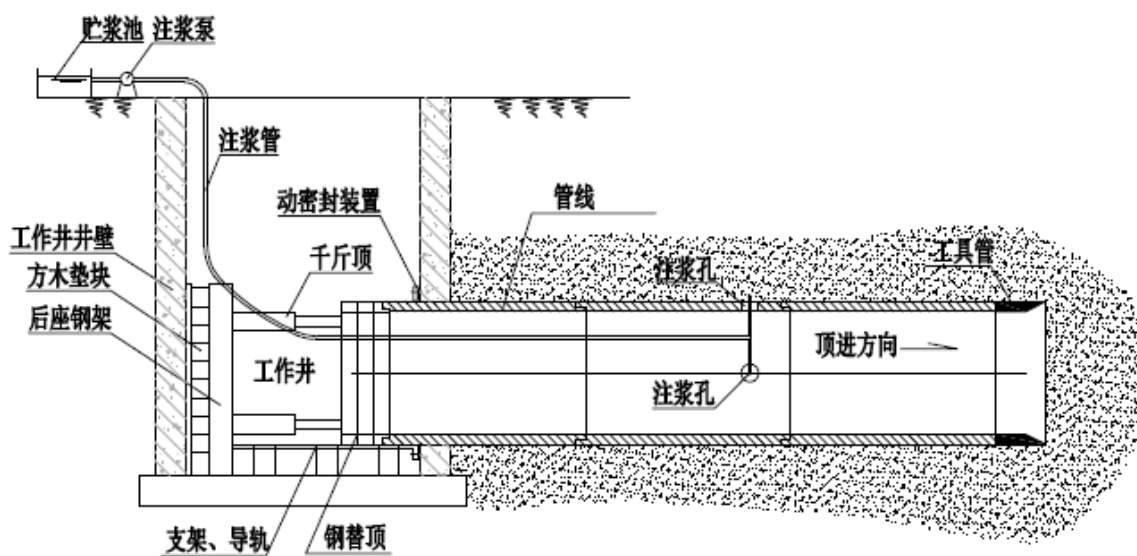 贮浆池 注浆泵
注浆管
动密封装置
管线
工作井井壁
千斤顶
注浆孔
工具管
方木垫块
后座钢架
工作井
顶进方向
注浆孔
支架、导轨
钢替顶